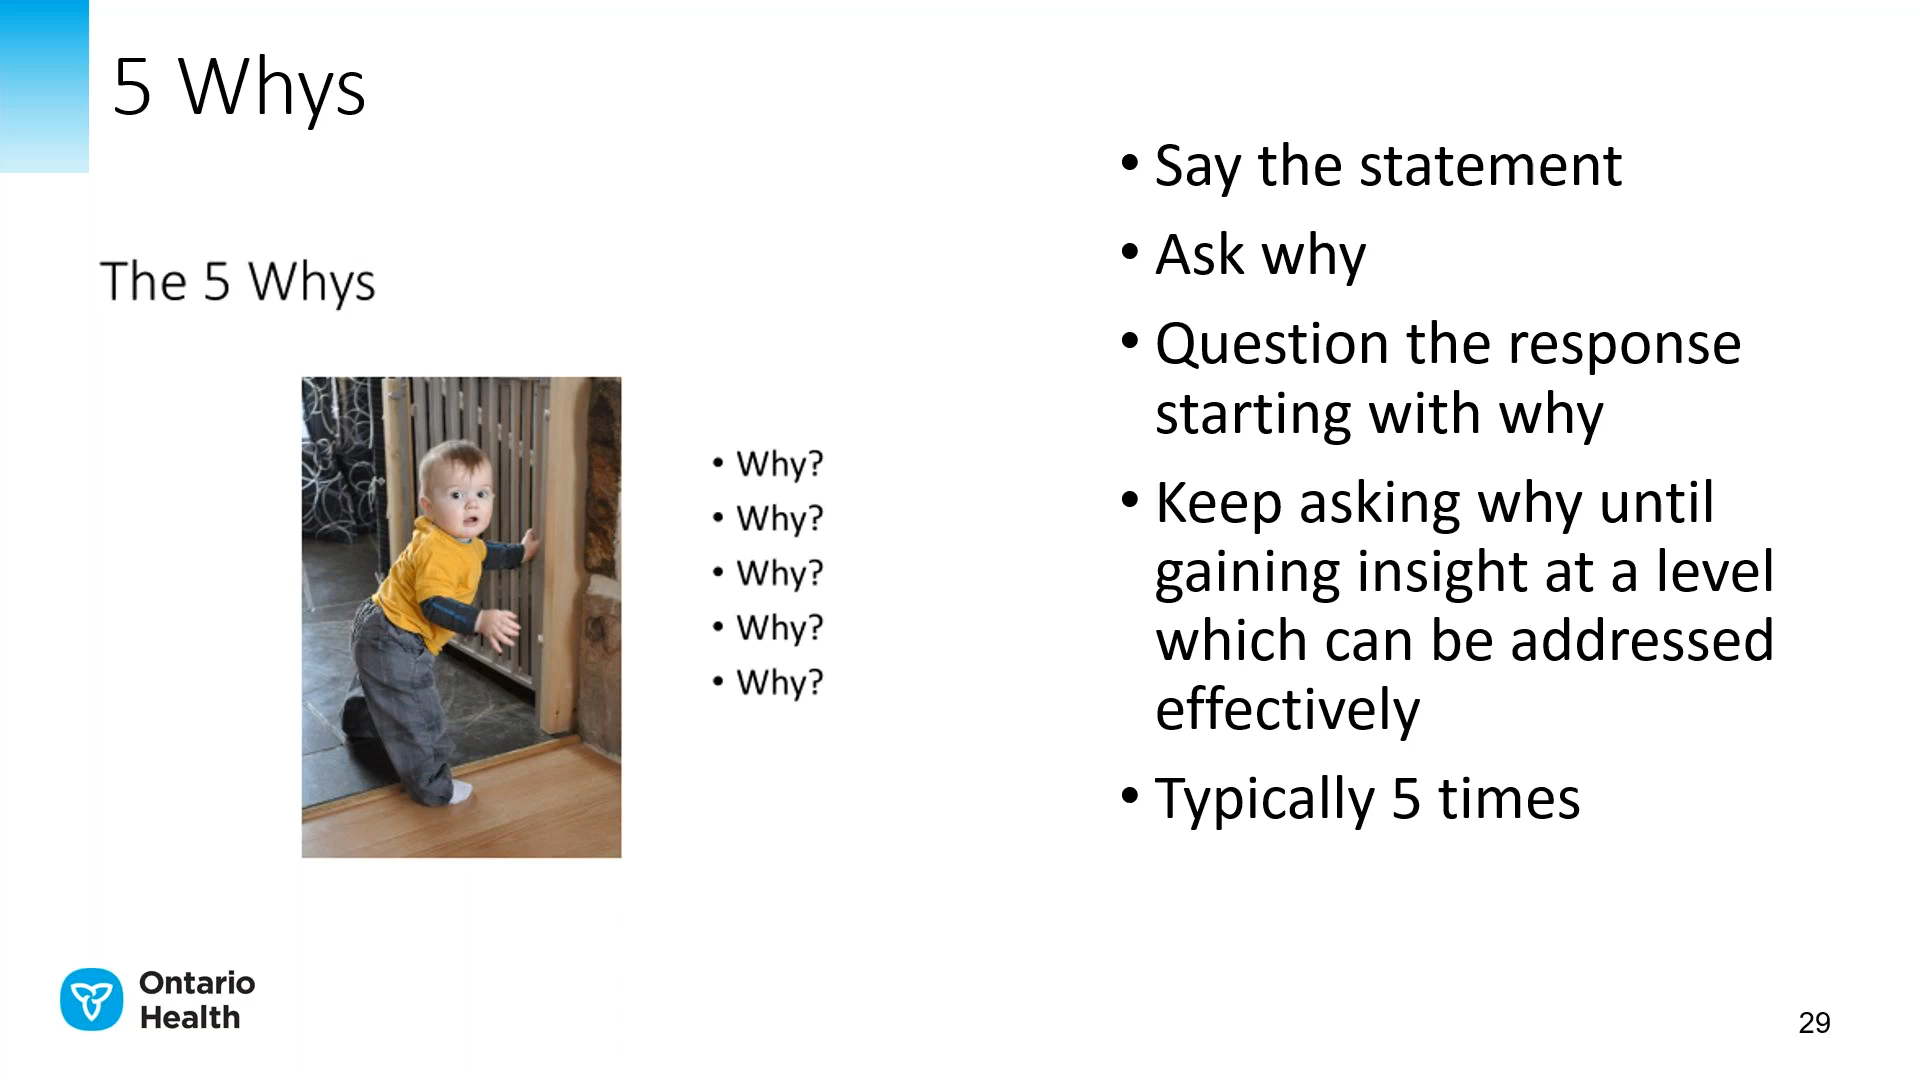 5 Whys
The 5 Whys
• Why?
• Why?
• Why?
• Why?
• Why?
• Say the statement
• Ask why
• Question the response
starting with why
• Keep asking why until
gaining insight at a level
which can be addressed
effectively
• Typically 5 times
Ontario
Health
29